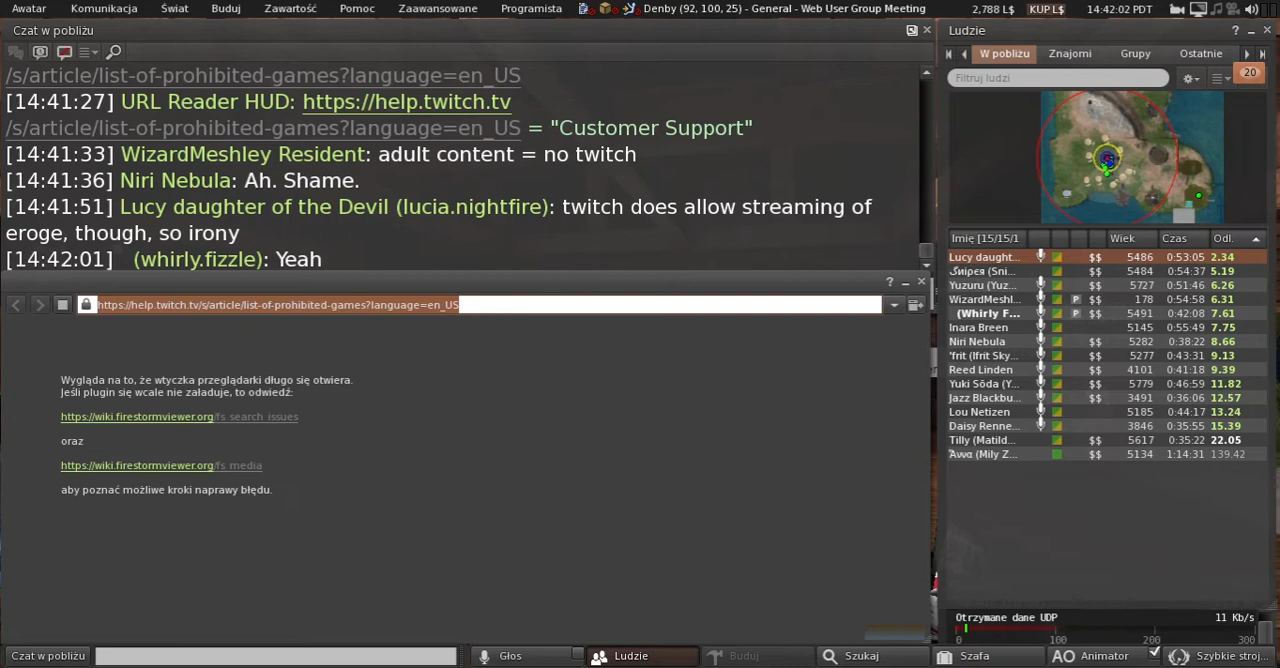 Awatar Komunikacja Świat Buduj Zawartość Pomoc Zaawansowane Programista Denby (92, 100, 25) - General - Web User Group Meeting 2,788 L$ KUP L$ 14:42:02 PDT
Czat w pobliżu
/s/article/list-of-prohibited-games?language=en_US
[14:41:27] URL Reader HUD: https://help.twitch.tv
/s/article/list-of-prohibited-games?language=en_US = "Customer Support"
[14:41:33] WizardMeshley Resident: adult content = no twitch
[14:41:36] Niri Nebula: Ah. Shame.
[14:41:51] Lucy daughter of the Devil (lucia.nightfire): twitch does allow streaming of
eroge, though, so irony
[14:42:01] (whirly.fizzle): Yeah
https://help.twitch.tv/s/article/list-of-prohibited-games?language=en_US
Wygląda na to, że wtyczka przeglądarki długo się otwiera.
Jeśli plugin się wcale nie załaduje, to odwiedź:
https://wiki.firestormviewer.org/fs_search_issues
oraz
https://wiki.firestormviewer.org/fs_media
aby poznać możliwe kroki naprawy błędu.
Ludzie
W pobliżu Znajomi Grupy Ostatnie
Filtruj ludzi 20
Imię [15/15/1 Wiek Czas Odl.
Lucy daught... $$ 5486 0:53:05 2.34
(Sni... $$ 5484 0:54:37 5.19
Yuzuru (Yuz... $$ 5727 0:51:46 6.26
WizardMeshl... P $$ 178 0:54:58 6.31
(Whirly F... P $$ 5491 0:42:08 7.61
Inara Breen 5145 0:55:49 7.75
Niri Nebula $$ 5282 0:38:22 8.66
'frit (Ifrit Sky... $$ 5277 0:43:31 9.13
Reed Linden $$ 4101 0:41:18 9.39
Yuki Sōda (Y... $$ 5779 0:46:59 11.82
Jazz Blackbu... $$ 3491 0:36:06 12.57
Lou Netizen 5185 0:44:17 13.24
Daisy Renne... 3846 0:35:55 15.39
Tilly (Matild... $$ 5617 0:35:22 22.05
(Mily Z... $$ 5134 1:14:31 139.42
Otrzymane dane UDP 11 Kb/s
0 100 200 300
Czat w pobliżu Głos Ludzie Buduj Szukaj Szafa AO Animator Szybkie stroj...